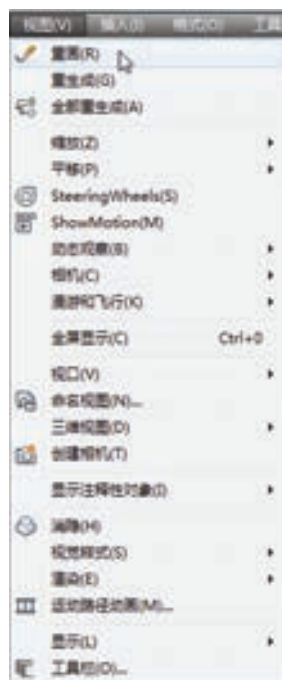 视图(V) 插入(I) 格式(O) 工具
重画(R)
重生成(G)
全部重生成(A)
缩放(Z)
平移(P)
SteeringWheels(S)
ShowMotion(M)
动态观察(B)
相机(C)
漫游和飞行(K)
全屏显示(C) Ctrl+0
视口(V)
命名视图(N)...
三维视图(D)
创建相机(T)
显示注释性对象(I)
消隐(H)
视觉样式(S)
渲染(E)
运动路径动画(M)...
显示(L)
工具栏(O)...